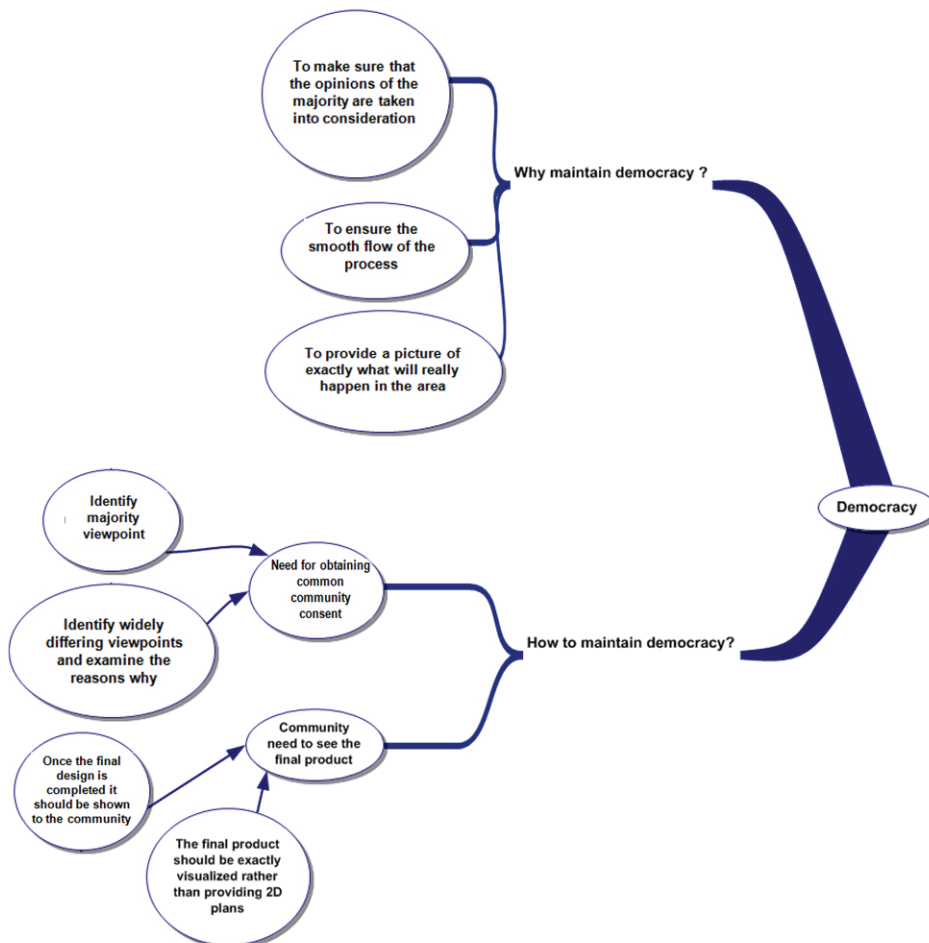 To make sure that
the opinions of the
majority are taken
into consideration
Why maintain democracy ?
To ensure the
smooth flow of the
process
To provide a picture of
exactly what will really
happen in the area
Democracy
Identify
majority
viewpoint
Need for obtaining
common
community
consent
Identify widely
differing viewpoints
and examine the
reasons why
How to maintain democracy?
Community
need to see the
final product
Once the final
design is
completed it
should be shown
to the community
The final product
should be exactly
visualized rather
than providing 2D
plans